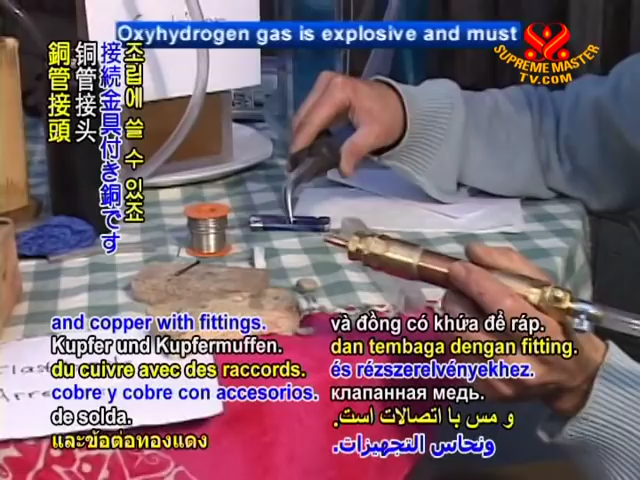 Oxyhydrogen gas is explosive and must
SUPREME MASTER
TV.COM
조립에 쓸 수 있죠
接続金具付き銅です
铜管接头
銅管接頭
and copper with fittings.
Kupfer und Kupfermuffen.
du cuivre avec des raccords.
cobre y cobre con accesorios.
de solda.
และข้อต่อทองแดง
và đồng có khứa để ráp.
dan tembaga dengan fitting.
és rézszerelvényekhez.
клапанная медь.
و مس با اتصالات است.
ونحاس التجهيزات.